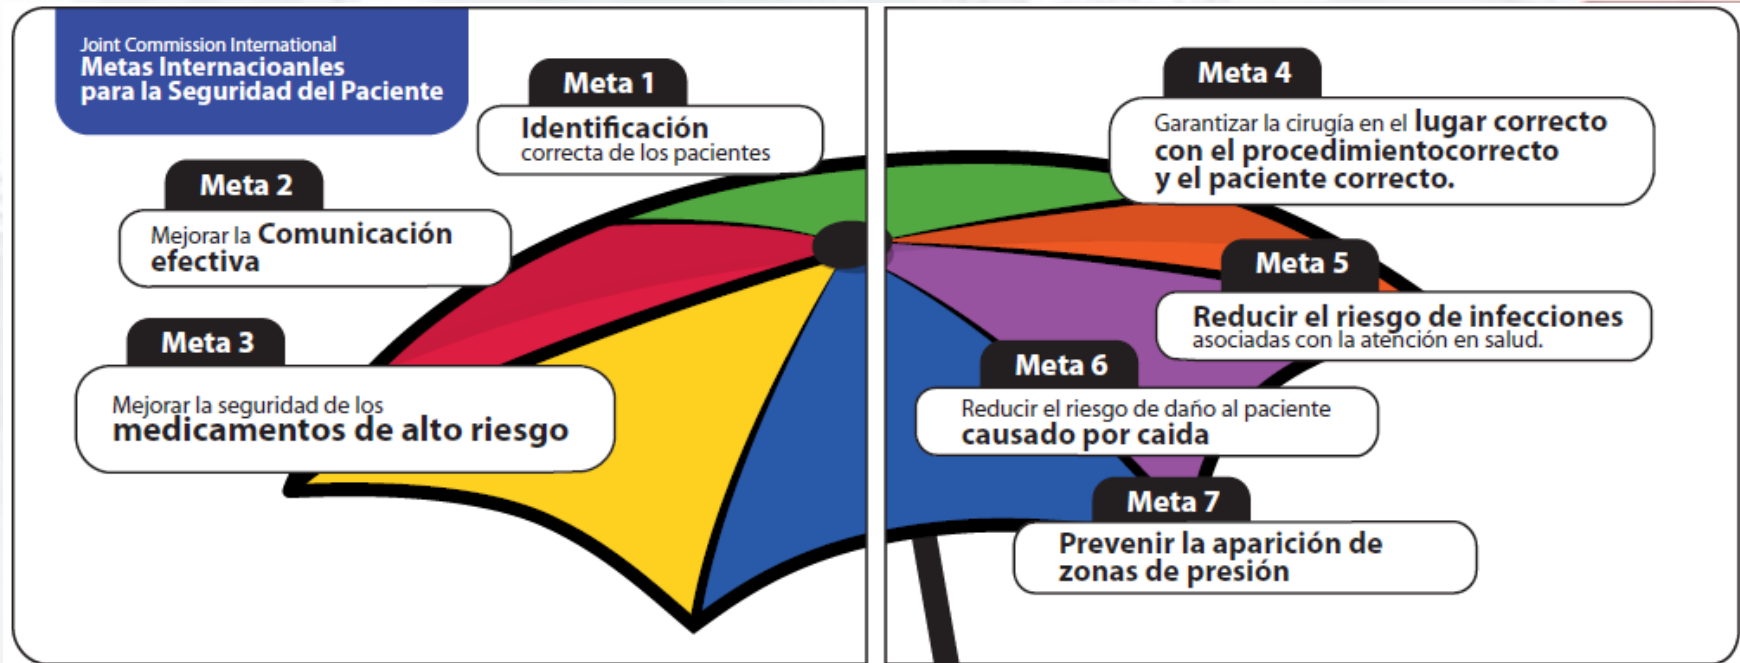 Joint Commission International
Metas Internacioanles
para la Seguridad del Paciente
Meta 1
Identificación
correcta de los pacientes
Meta 2
Mejorar la Comunicación
efectiva
Meta 3
Mejorar la seguridad de los
medicamentos de alto riesgo
Meta 4
Garantizar la cirugía en el lugar correcto
con el procedimientocorrecto
y el paciente correcto.
Meta 5
Reducir el riesgo de infecciones
asociadas con la atención en salud.
Meta 6
Reducir el riesgo de daño al paciente
causado por caida
Meta 7
Prevenir la aparición de
zonas de presión